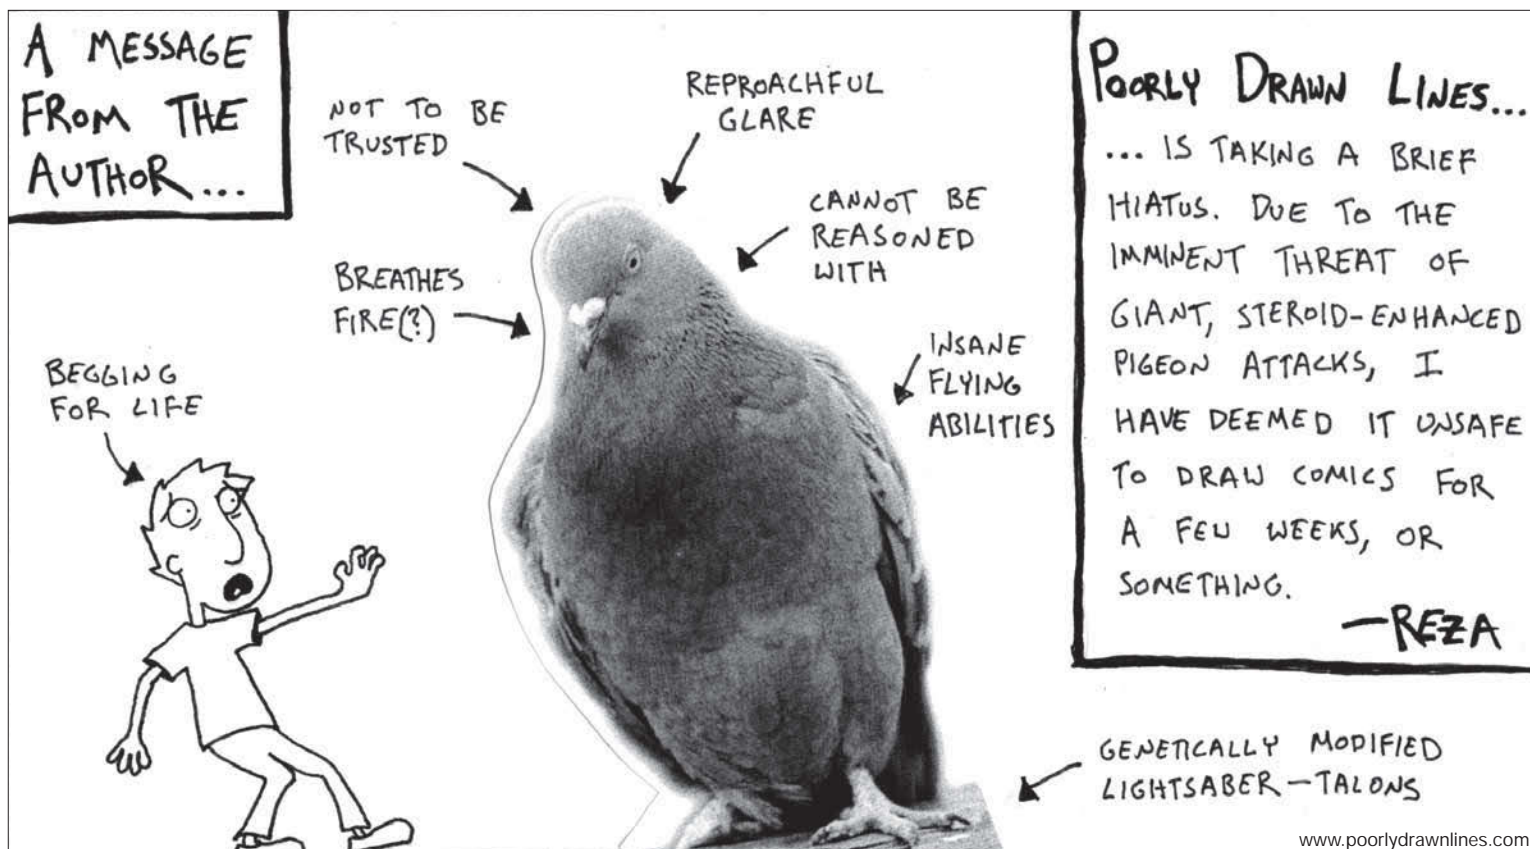 A MESSAGE
FROM THE
AUTHOR...
NOT TO BE
TRUSTED
REPROACHFUL
GLARE
CANNOT BE
REASONED
WITH
BREATHES
FIRE(?)
INSANE
FLYING
ABILITIES
BEGGING
FOR LIFE
POORLY DRAWN LINES...
... IS TAKING A BRIEF
HIATUS. DUE TO THE
IMMINENT THREAT OF
GIANT, STEROID-ENHANCED
PIGEON ATTACKS, I
HAVE DEEMED IT UNSAFE
TO DRAW COMICS FOR
A FEW WEEKS, OR
SOMETHING.
—REZA
GENETICALLY MODIFIED
LIGHTSABER-TALONS
www.poorlydrawnlines.com